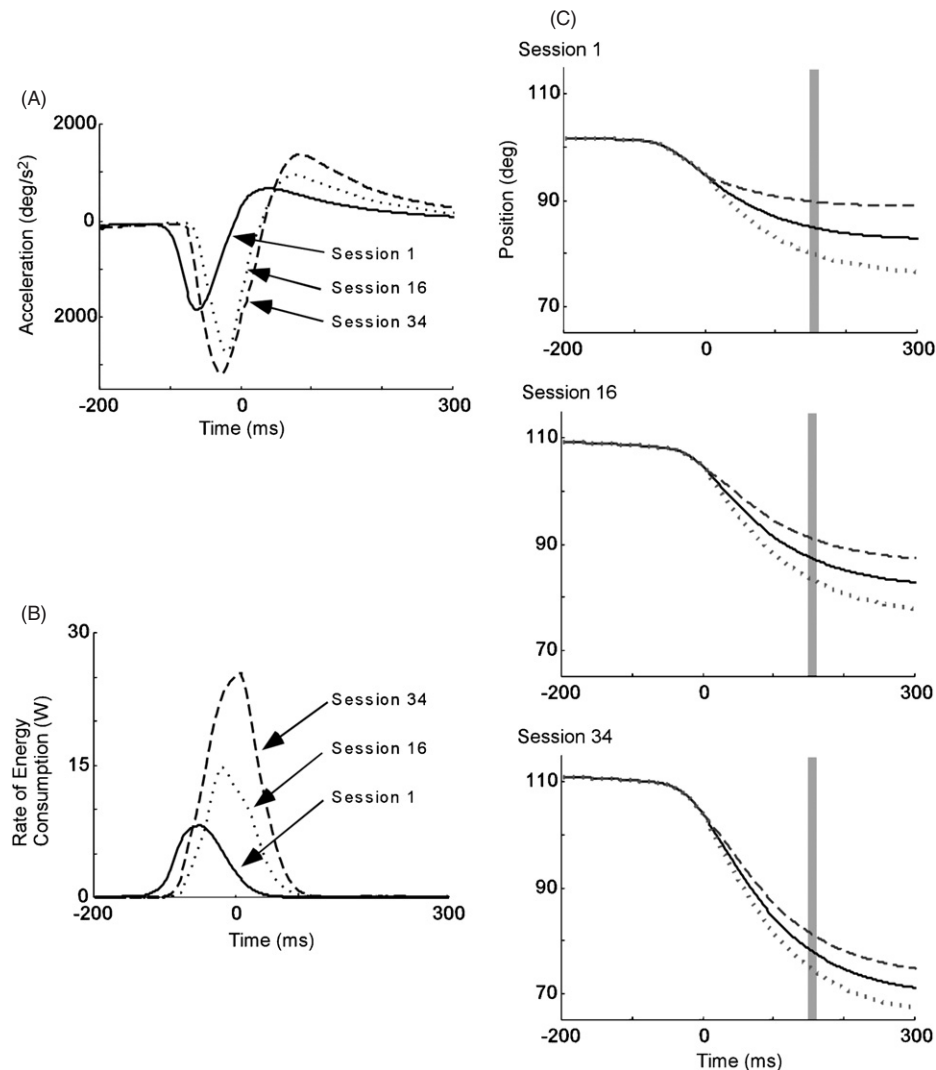 (A)
Acceleration (deg/s²)
2000
0
2000
Session 1
Session 16
Session 34
-200
0
300
Time (ms)
(B)
Rate of Energy
Consumption (W)
30
15
0
Session 34
Session 16
Session 1
-200
0
300
Time (ms)
(C)
Session 1
Position (deg)
110
90
70
-200
0
300
Session 16
110
90
70
-200
0
300
Session 34
110
90
70
-200
0
300
Time (ms)